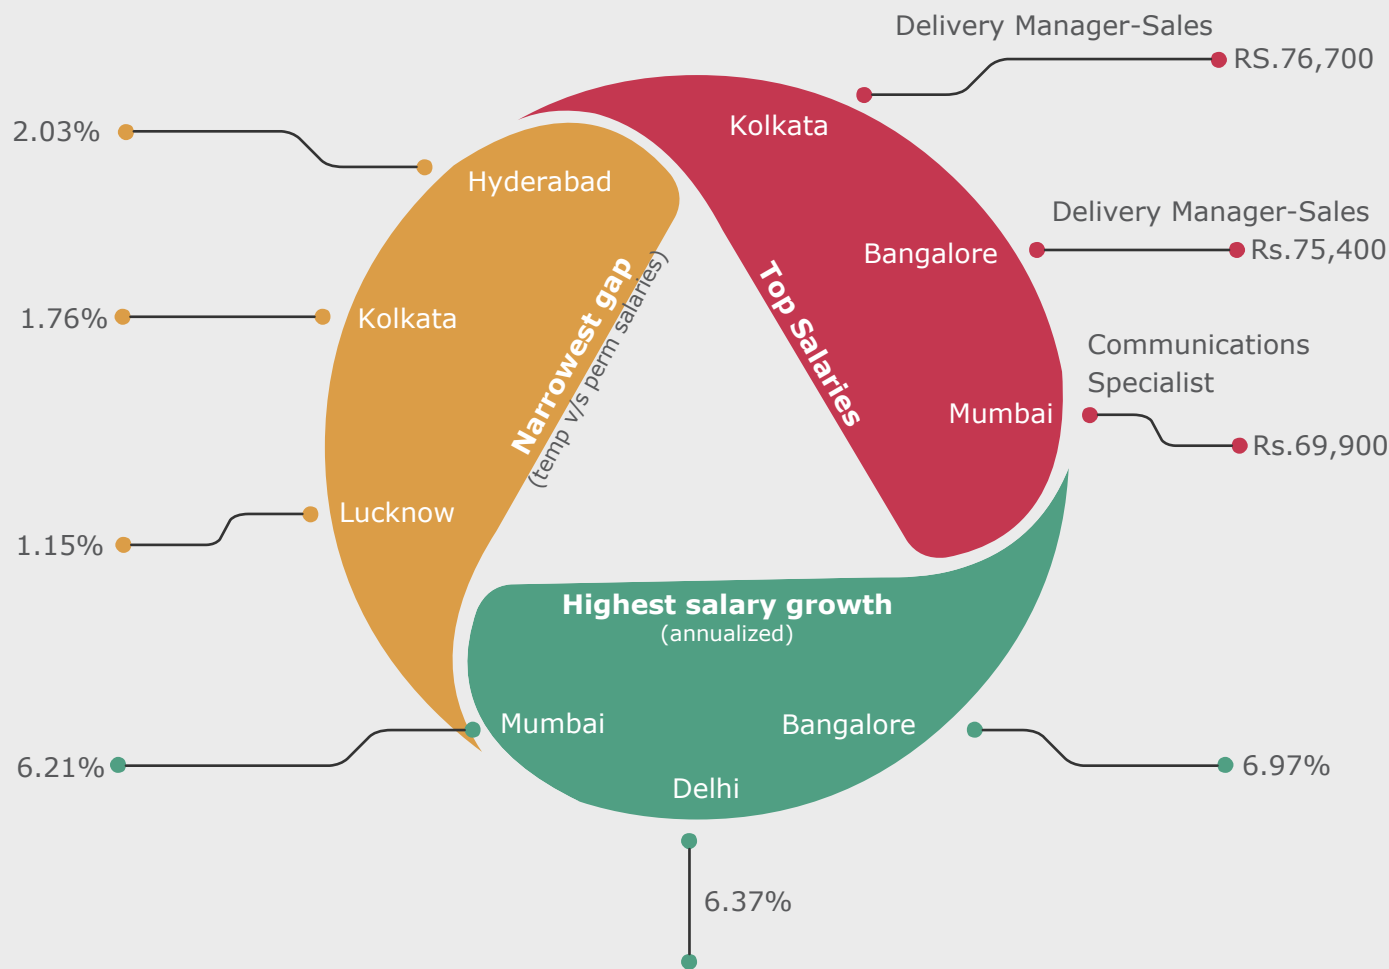 Delivery Manager-Sales
RS.76,700
Kolkata
Delivery Manager-Sales
Rs.75,400
Bangalore
Communications
Specialist
Rs.69,900
Mumbai
Top Salaries
2.03%
Hyderabad
1.76%
Kolkata
1.15%
Lucknow
Narrowest gap
(temp v/s perm salaries)
Highest salary growth
(annualized)
Mumbai
6.21%
Bangalore
6.97%
Delhi
6.37%